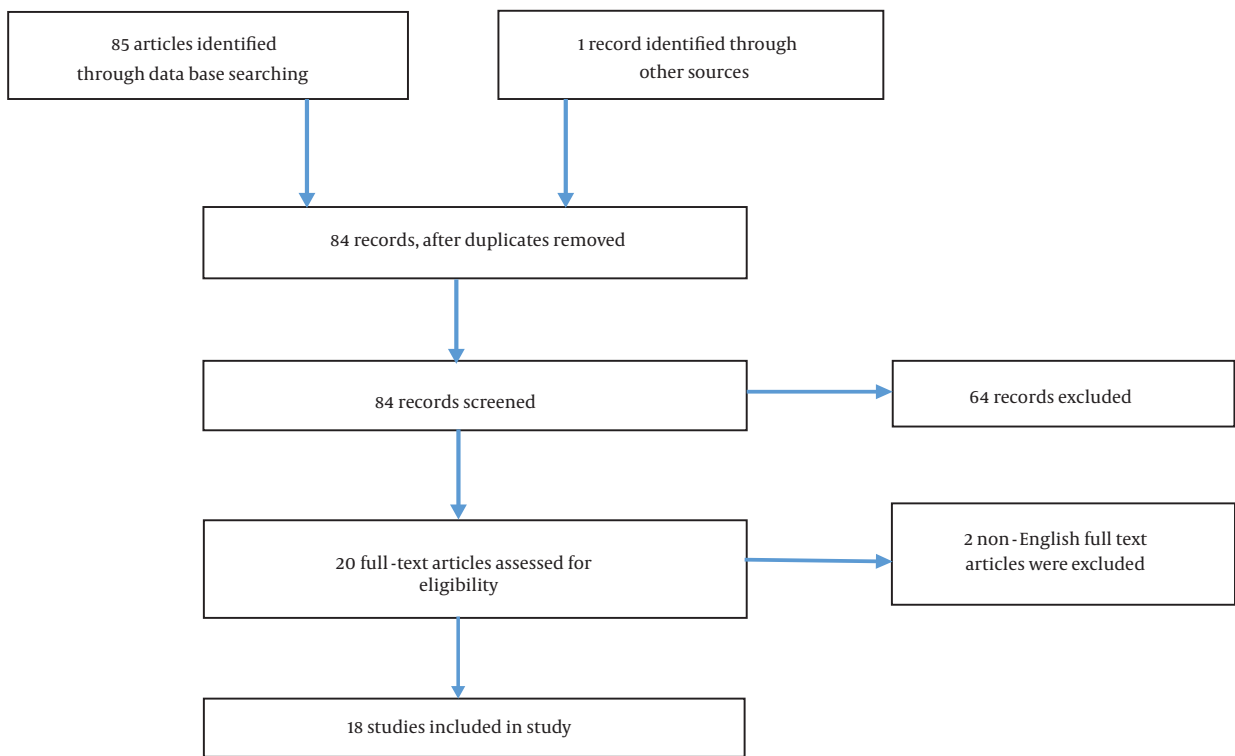 85 articles identified
through data base searching
1 record identified through
other sources
84 records, after duplicates removed
84 records screened
64 records excluded
20 full-text articles assessed for
eligibility
2 non-English full text
articles were excluded
18 studies included in study